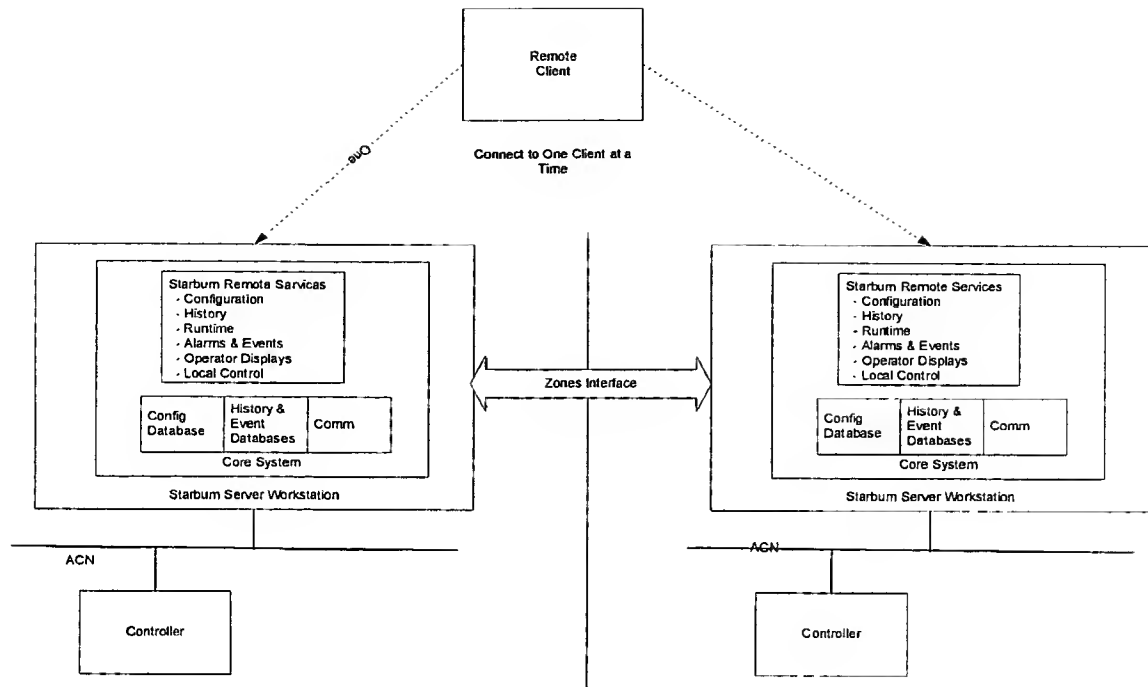 Remote
Client
One
Connect to One Client at a
Time
Starburn Remote Sarvicas
- Configuration
- History
- Runtime
- Alarms & Events
- Operator Displays
- Local Control
Config
Database
History &
Event
Databases
Comm
Core System
Starburn Server Workstation
ACN
Controller
Zones Interface
Starburn Remote Services
- Configuration
- History
- Runtime
- Alarms & Events
- Operator Displays
- Local Control
Config
Database
History &
Event
Databases
Comm
Core System
Starburn Server Workstation
ACN
Controller